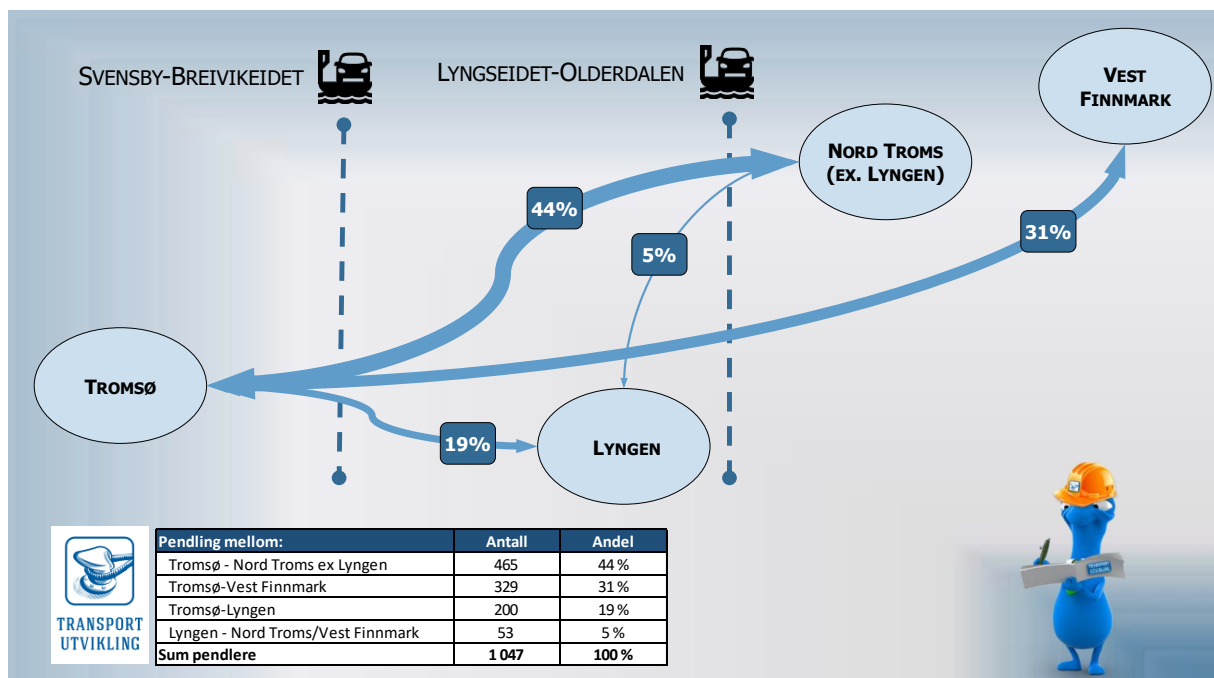 SVENSBY-BREIVIKEIDET
LYNGSEIDET-OLDERDALEN
VEST
FINNMARK
NORD TROMS
(EX. LYNGEN)
44%
31%
5%
TROMSØ
19%
LYNGEN
Pendling mellom: Antall Andel
Tromsø - Nord Troms ex Lyngen 465 44 %
Tromsø-Vest Finnmark 329 31 %
Tromsø-Lyngen 200 19 %
Lyngen - Nord Troms/Vest Finnmark 53 5 %
Sum pendlere 1 047 100 %
TRANSPORT
UTVIKLING
TRANSPORT
UTVIKLING